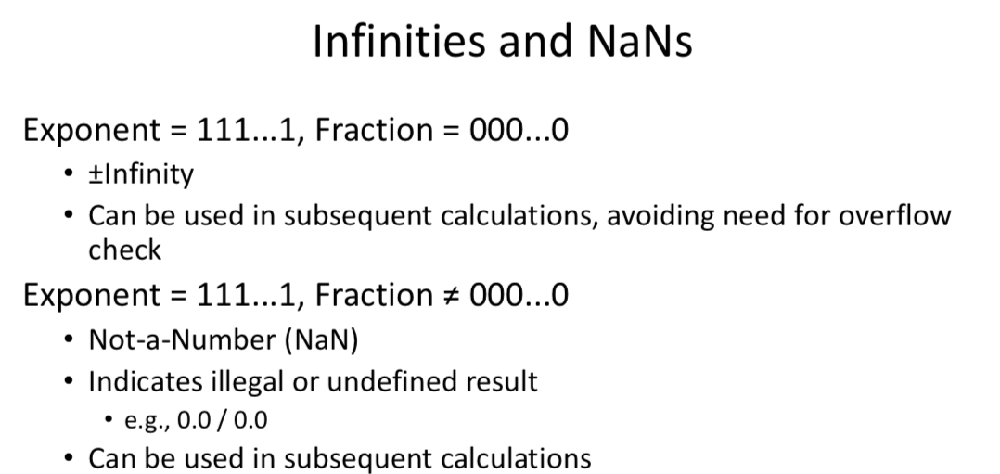 Infinities and NaNs
Exponent = 111...1, Fraction = 000...0
• ±Infinity
• Can be used in subsequent calculations, avoiding need for overflow
check
Exponent = 111...1, Fraction ≠ 000...0
• Not-a-Number (NaN)
• Indicates illegal or undefined result
• e.g., 0.0 / 0.0
• Can be used in subsequent calculations